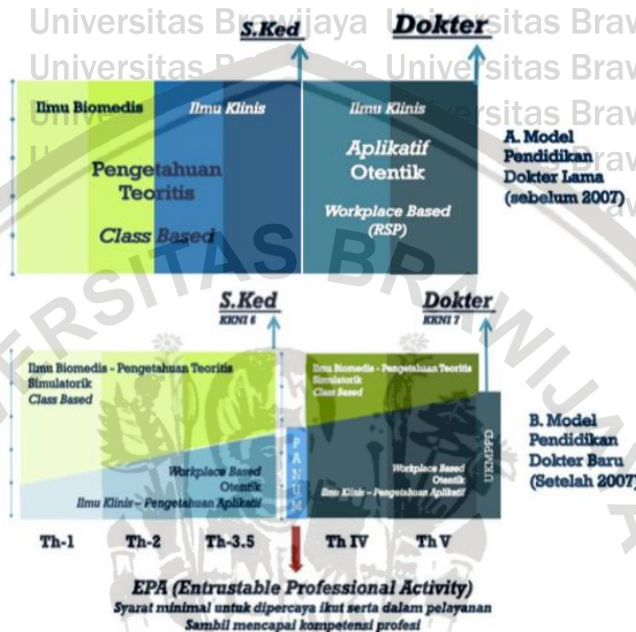 Universitas Brawijaya Universitas Braw
S.Ked
Dokter
Universitas B Universitas Braw
Ilmu Biomedis
Ilmu Klinis
Ilmu Klinis
Pengetahuan
Teoritis
Class Based
Aplikatif
Otentik
Workplace Based
(RSP)
A. Model
Pendidikan
Dokter Lama
(sebelum 2007)
UNIVERSITAS BRAWIJAYA
S.Ked
KKNI 6
Dokter
KKNI 7
Ilmu Biomedis - Pengetahuan Teoritis
Simulatorik
Class Based
Ilmu Biomedis - Pengetahuan Teoritis
Simulatorik
Class Based
Workplace Based
Otentik
Ilmu Klinis – Pengetahuan Aplikatif
PANUM
Workplace Based
Otentik
Ilmu Klinis – Pengetahuan Aplikatif
UKMPPD
B. Model
Pendidikan
Dokter Baru
(Setelah 2007)
Th-1 Th-2 Th-3.5 Th IV Th V
EPA (Entrustable Professional Activity)
Syarat minimal untuk dipercaya ikut serta dalam pelayanan
Sambil mencapai kompetensi profesi